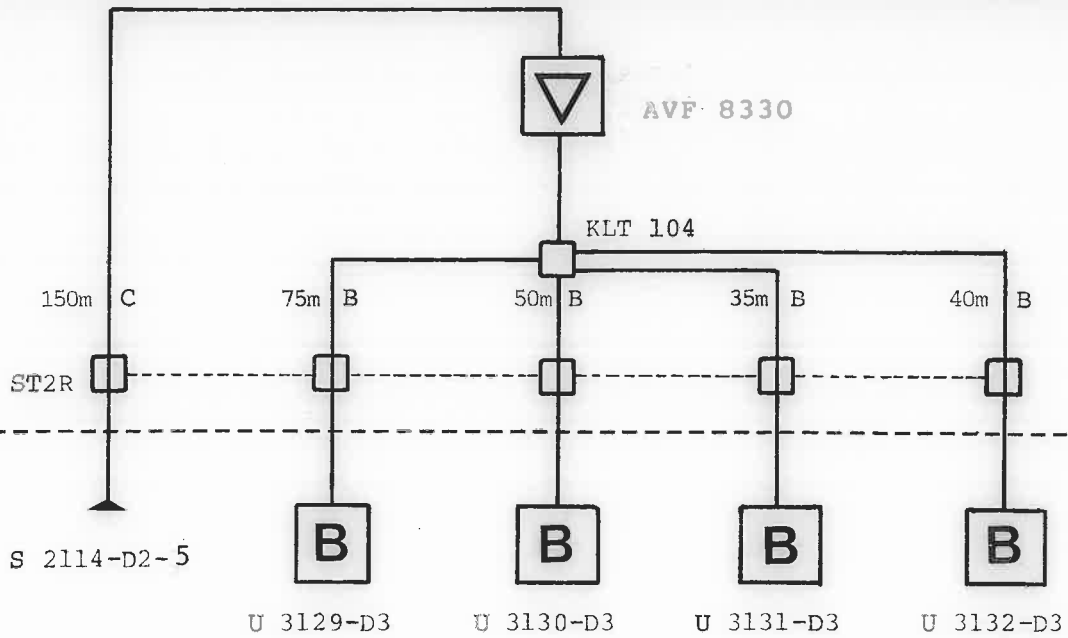 AVF 8330
KLT 104
150m C 75m B 50m B 35m B 40m B
ST2R
B B B B
S 2114-D2-5
U 3129-D3 U 3130-D3 U 3131-D3 U 3132-D3